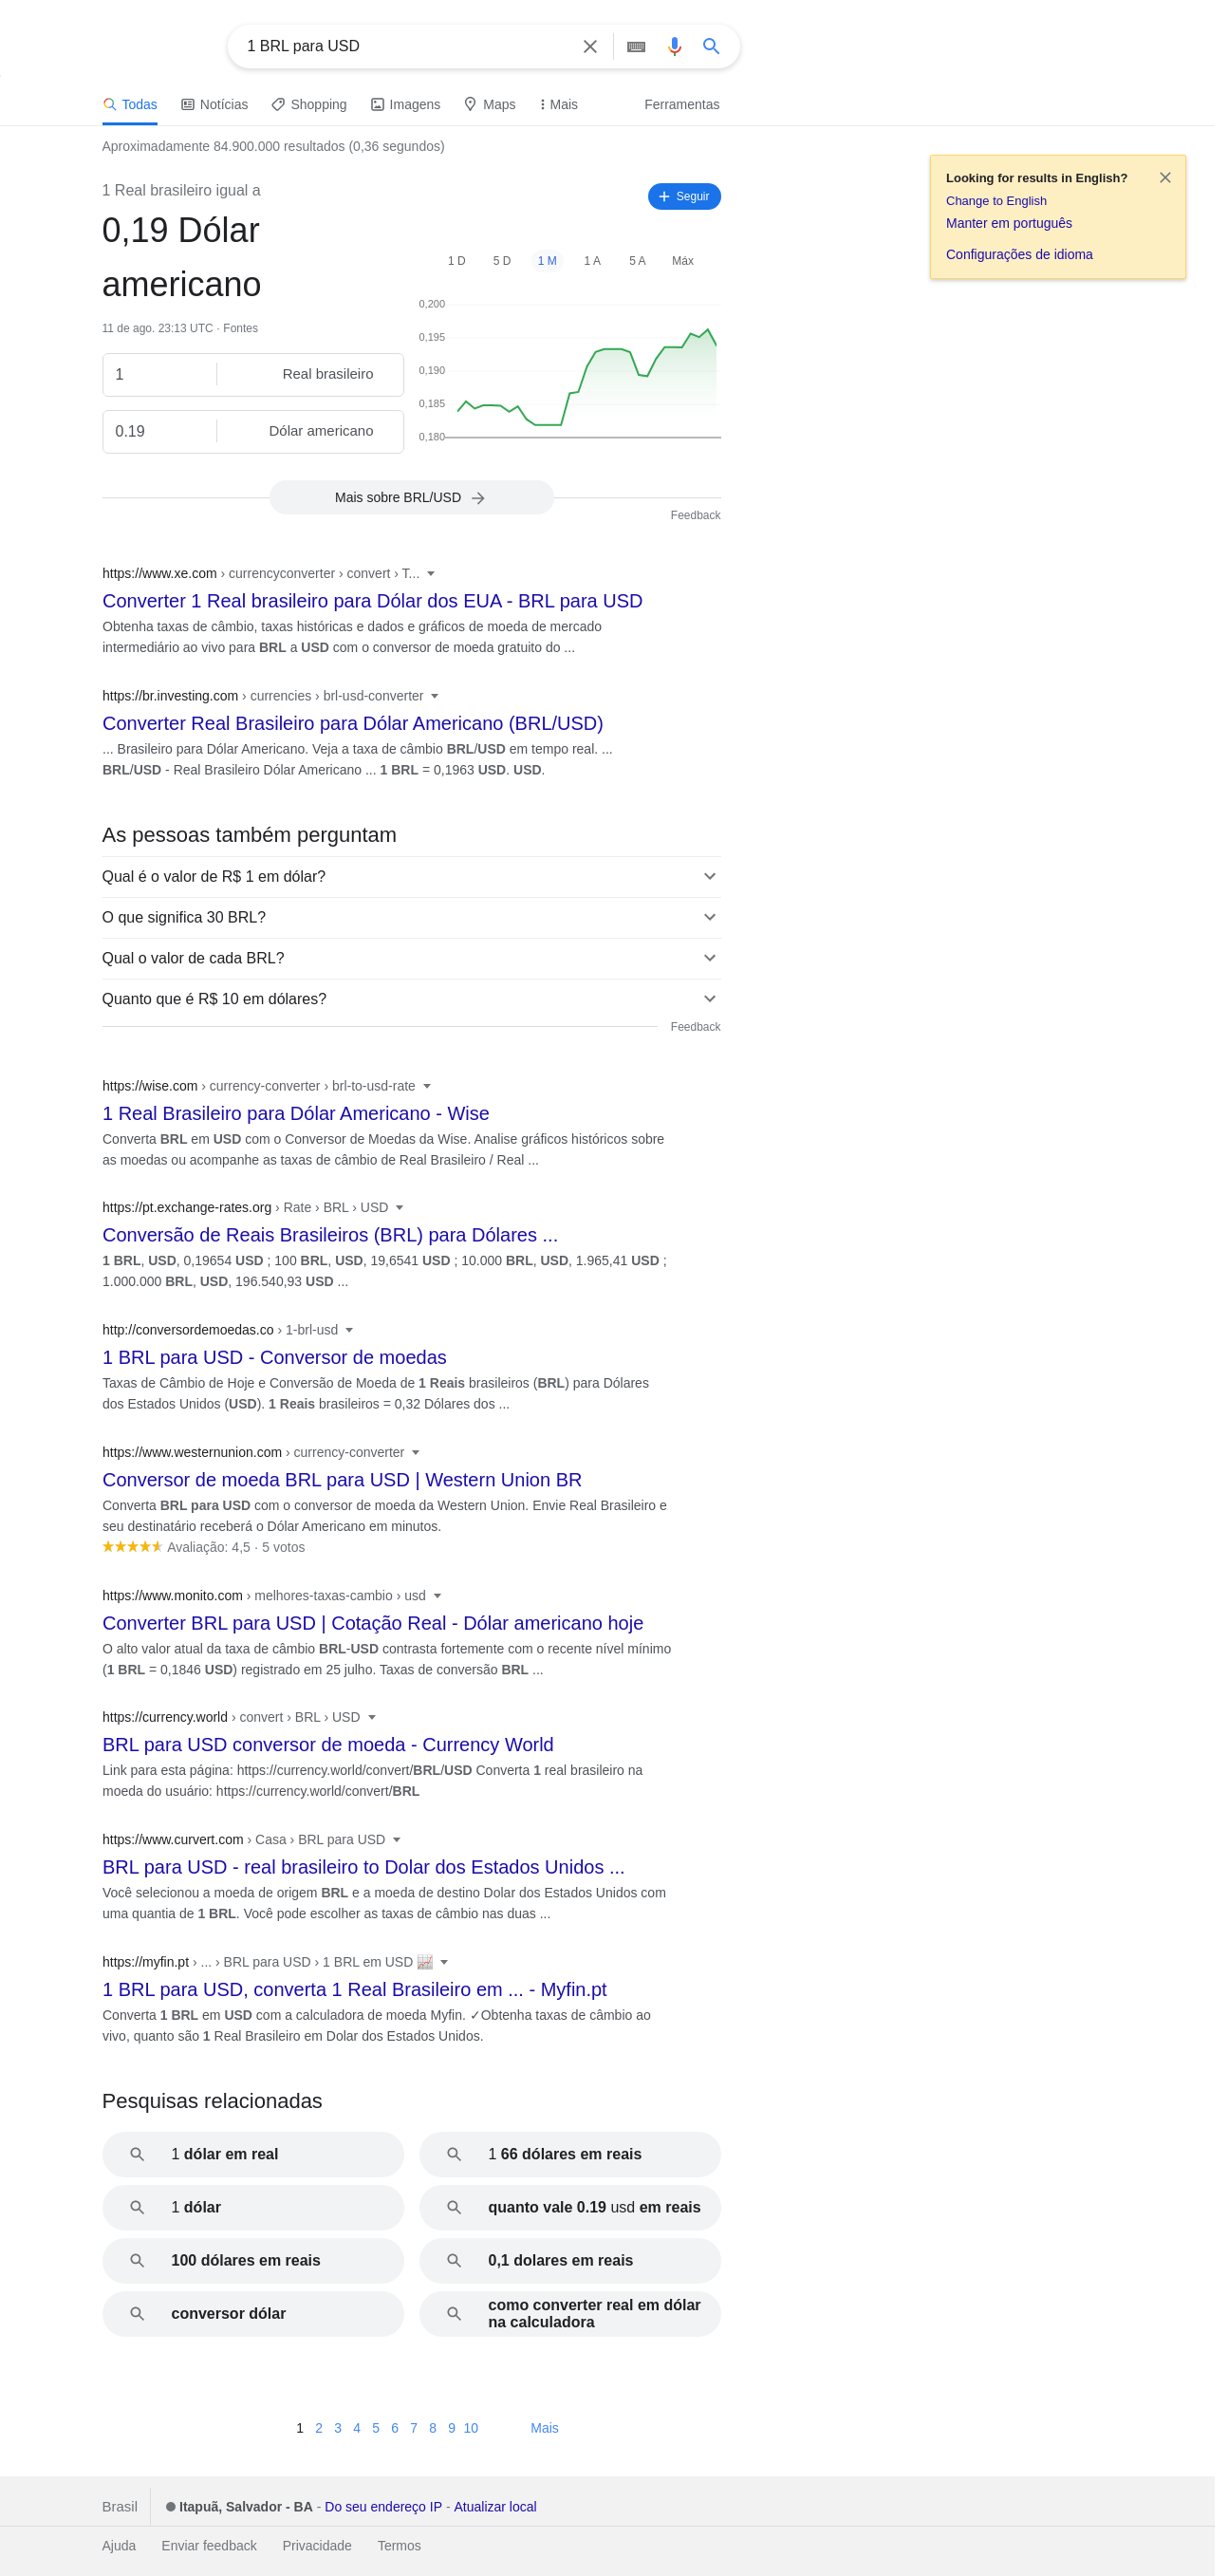 1 BRL para USD
Todas Notícias Shopping Imagens Maps Mais Ferramentas
Aproximadamente 84.900.000 resultados (0,36 segundos)
Looking for results in English?
Change to English
Manter em português
Configurações de idioma
1 Real brasileiro igual a
0,19 Dólar
americano
11 de ago. 23:13 UTC · Fontes
1 Real brasileiro
0.19 Dólar americano
Seguir
1 D 5 D 1 M 1 A 5 A Máx
0,200
0,195
0,190
0,185
0,180
Mais sobre BRL/USD
Feedback
https://www.xe.com › currencyconverter › convert › T...
Converter 1 Real brasileiro para Dólar dos EUA - BRL para USD
Obtenha taxas de câmbio, taxas históricas e dados e gráficos de moeda de mercado
intermediário ao vivo para BRL a USD com o conversor de moeda gratuito do ...
https://br.investing.com › currencies › brl-usd-converter
Converter Real Brasileiro para Dólar Americano (BRL/USD)
... Brasileiro para Dólar Americano. Veja a taxa de câmbio BRL/USD em tempo real. ...
BRL/USD - Real Brasileiro Dólar Americano ... 1 BRL = 0,1963 USD. USD.
As pessoas também perguntam
Qual é o valor de R$ 1 em dólar?
O que significa 30 BRL?
Qual o valor de cada BRL?
Quanto que é R$ 10 em dólares?
Feedback
https://wise.com › currency-converter › brl-to-usd-rate
1 Real Brasileiro para Dólar Americano - Wise
Converta BRL em USD com o Conversor de Moedas da Wise. Analise gráficos históricos sobre
as moedas ou acompanhe as taxas de câmbio de Real Brasileiro / Real ...
https://pt.exchange-rates.org › Rate › BRL › USD
Conversão de Reais Brasileiros (BRL) para Dólares ...
1 BRL, USD, 0,19654 USD ; 100 BRL, USD, 19,6541 USD ; 10.000 BRL, USD, 1.965,41 USD ;
1.000.000 BRL, USD, 196.540,93 USD ...
http://conversordemoedas.co › 1-brl-usd
1 BRL para USD - Conversor de moedas
Taxas de Câmbio de Hoje e Conversão de Moeda de 1 Reais brasileiros (BRL) para Dólares
dos Estados Unidos (USD). 1 Reais brasileiros = 0,32 Dólares dos ...
https://www.westernunion.com › currency-converter
Conversor de moeda BRL para USD | Western Union BR
Converta BRL para USD com o conversor de moeda da Western Union. Envie Real Brasileiro e
seu destinatário receberá o Dólar Americano em minutos.
Avaliação: 4,5 · 5 votos
https://www.monito.com › melhores-taxas-cambio › usd
Converter BRL para USD | Cotação Real - Dólar americano hoje
O alto valor atual da taxa de câmbio BRL-USD contrasta fortemente com o recente nível mínimo
(1 BRL = 0,1846 USD) registrado em 25 julho. Taxas de conversão BRL ...
https://currency.world › convert › BRL › USD
BRL para USD conversor de moeda - Currency World
Link para esta página: https://currency.world/convert/BRL/USD Converta 1 real brasileiro na
moeda do usuário: https://currency.world/convert/BRL
https://www.curvert.com › Casa › BRL para USD
BRL para USD - real brasileiro to Dolar dos Estados Unidos ...
Você selecionou a moeda de origem BRL e a moeda de destino Dolar dos Estados Unidos com
uma quantia de 1 BRL. Você pode escolher as taxas de câmbio nas duas ...
https://myfin.pt › ... › BRL para USD › 1 BRL em USD 📈
1 BRL para USD, converta 1 Real Brasileiro em ... - Myfin.pt
Converta 1 BRL em USD com a calculadora de moeda Myfin. ✓Obtenha taxas de câmbio ao
vivo, quanto são 1 Real Brasileiro em Dolar dos Estados Unidos.
Pesquisas relacionadas
1 dólar em real
1 66 dólares em reais
1 dólar
quanto vale 0.19 usd em reais
100 dólares em reais
0,1 dolares em reais
conversor dólar
como converter real em dólar
na calculadora
1 2 3 4 5 6 7 8 9 10 Mais
Brasil Itapuã, Salvador - BA - Do seu endereço IP - Atualizar local
Ajuda Enviar feedback Privacidade Termos